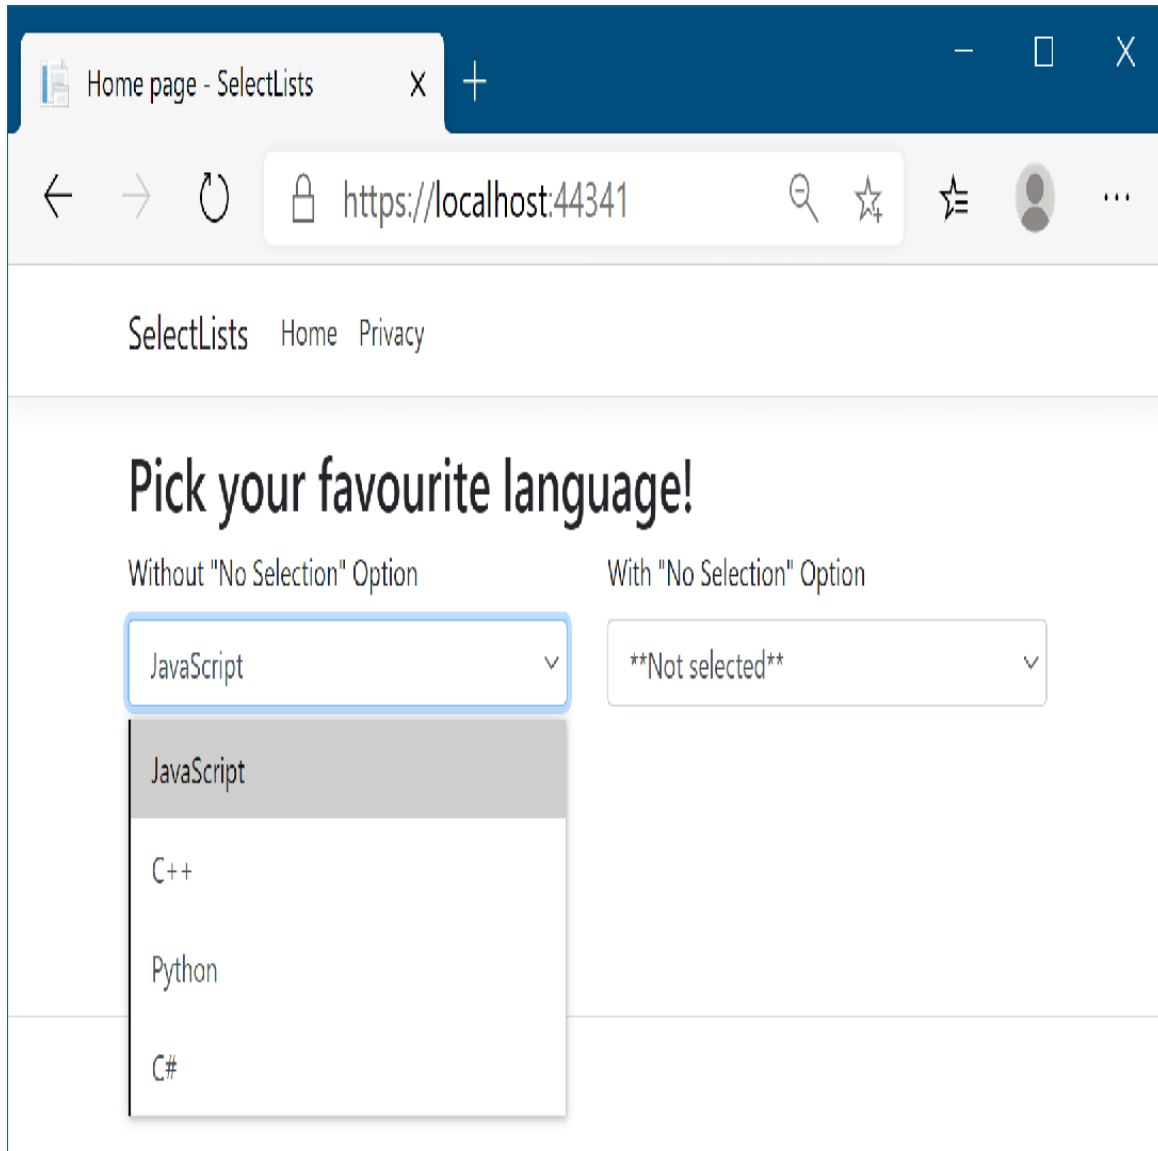 Home page - SelectLists
https://localhost:44341
SelectLists Home Privacy
Pick your favourite language!
Without "No Selection" Option With "No Selection" Option
JavaScript **Not selected**
JavaScript
C++
Python
C#